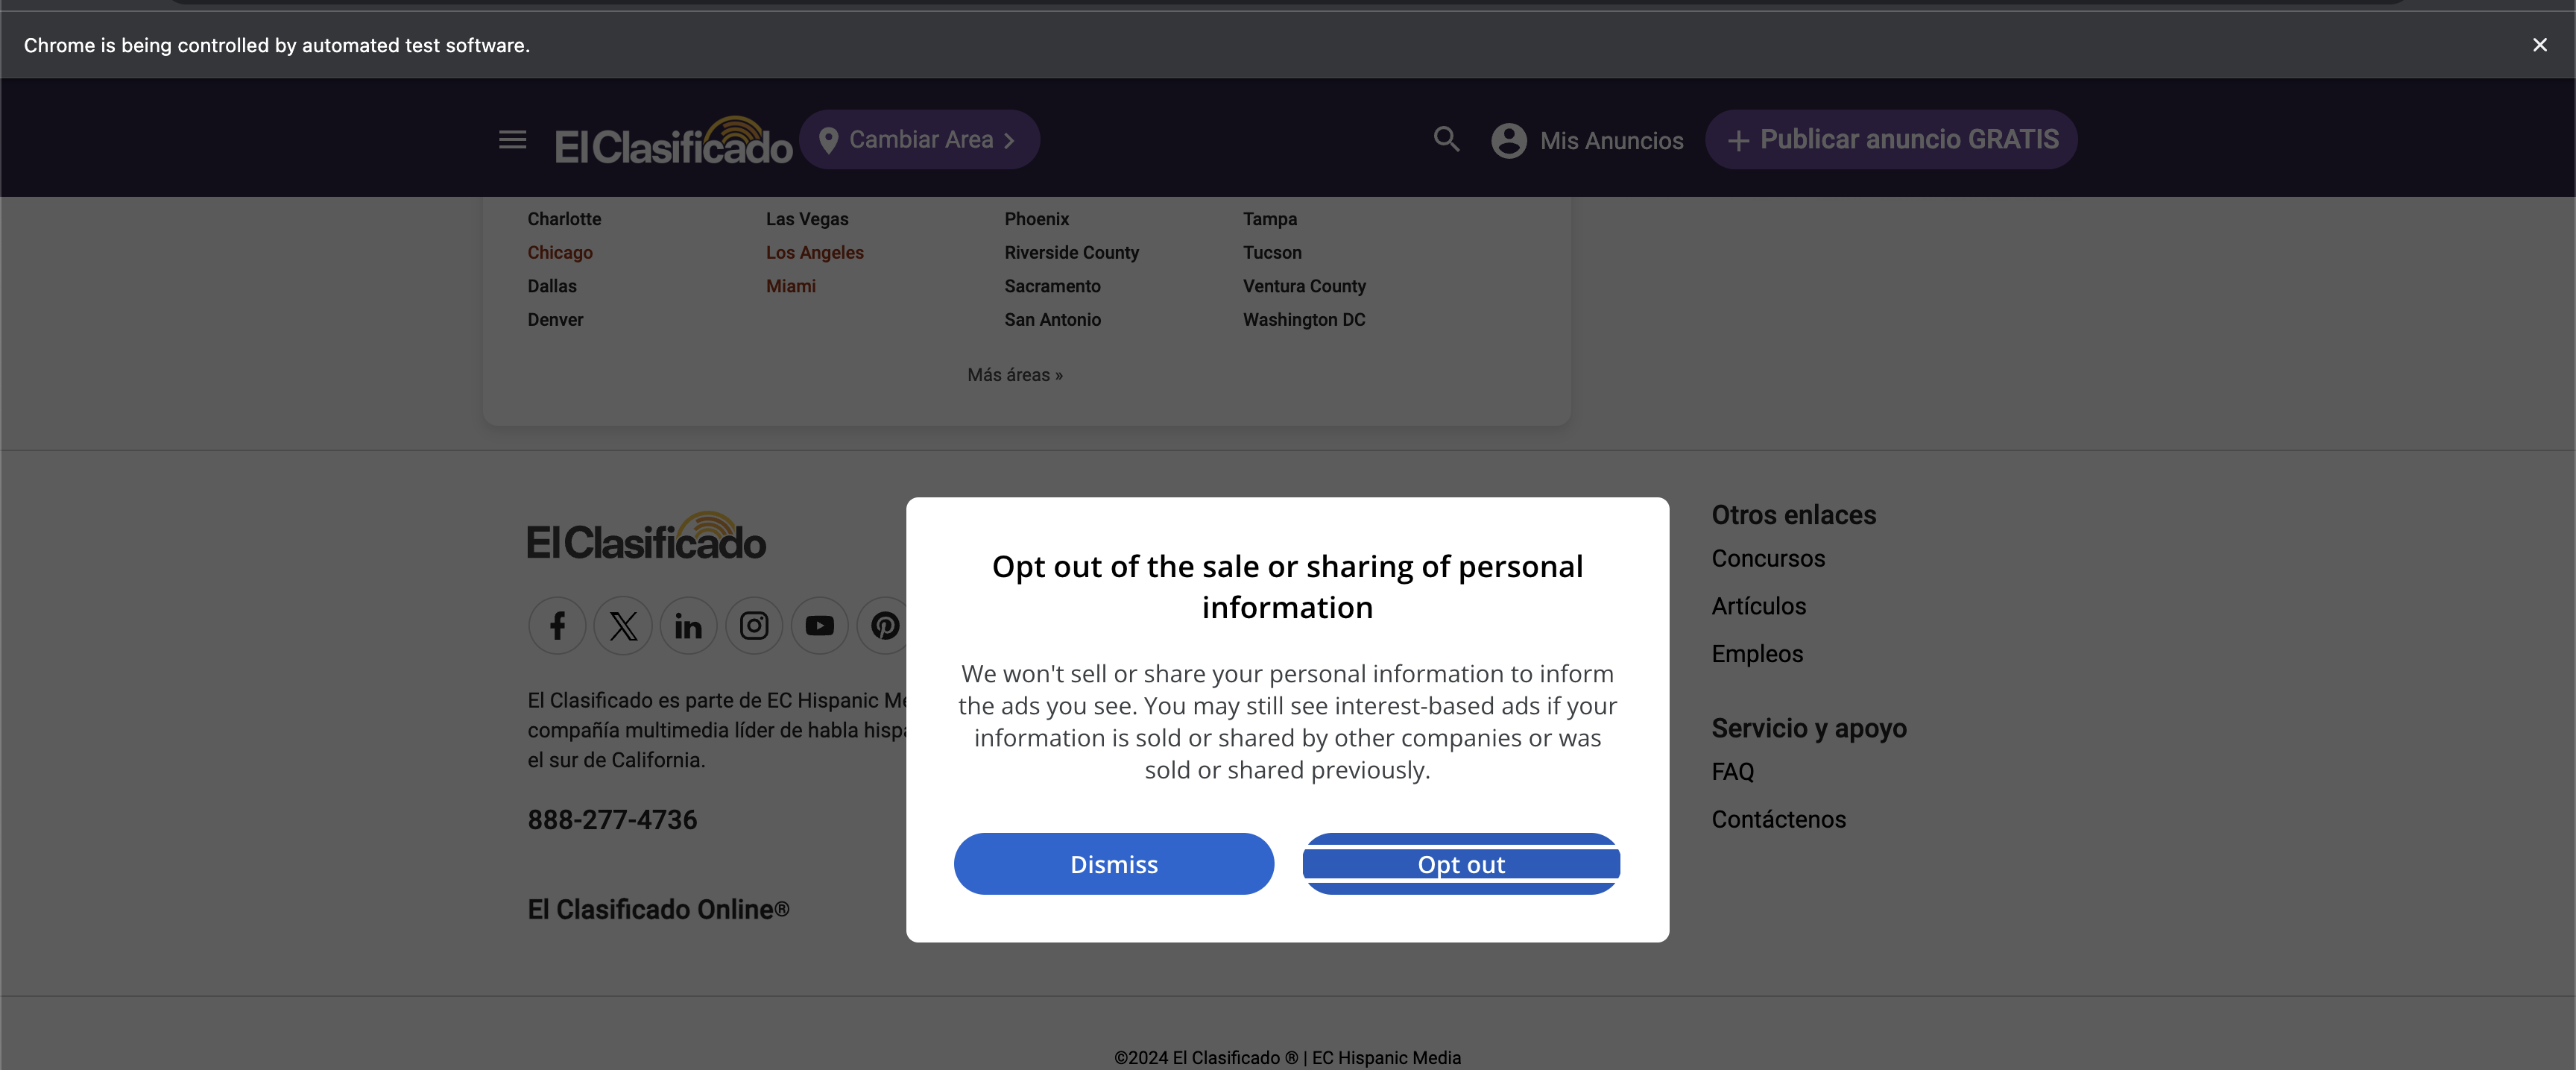 Chrome is being controlled by automated test software.
El Clasificado
Cambiar Area
Mis Anuncios
+ Publicar anuncio GRATIS
Charlotte
Las Vegas
Phoenix
Tampa
Chicago
Los Angeles
Riverside County
Tucson
Dallas
Miami
Sacramento
Ventura County
Denver
San Antonio
Washington DC
Más áreas »
El Clasificado
El Clasificado es parte de EC Hispanic
compañía multimedia líder de habla
el sur de California.
888-277-4736
El Clasificado Online®
Opt out of the sale or sharing of personal
information
We won't sell or share your personal information to inform
the ads you see. You may still see interest-based ads if your
information is sold or shared by other companies or was
sold or shared previously.
Dismiss
Opt out
Otros enlaces
Concursos
Artículos
Empleos
Servicio y apoyo
FAQ
Contáctenos
©2024 El Clasificado ® | EC Hispanic Media